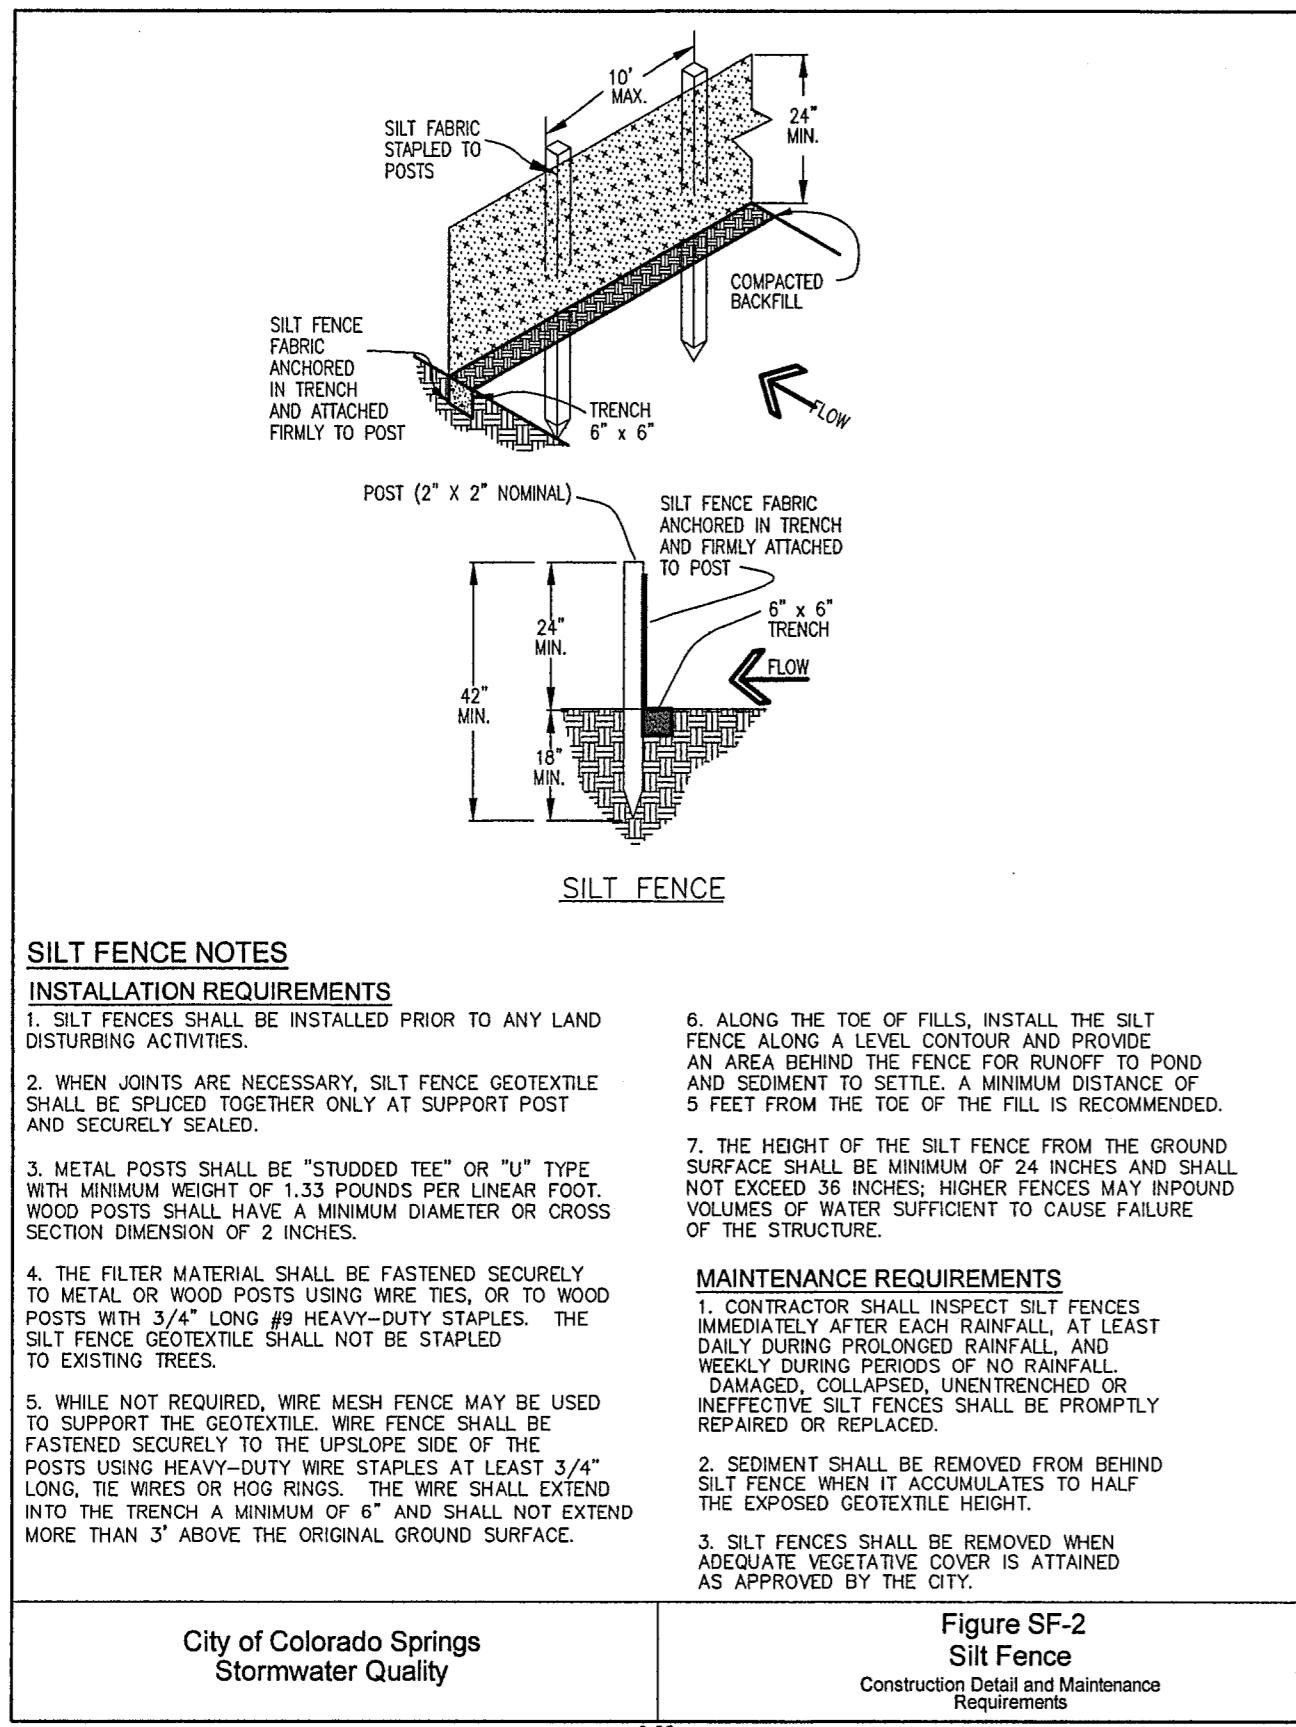 10'
MAX.
24"
MIN.
SILT FABRIC
STAPLED TO
POSTS
COMPACTED
BACKFILL
SILT FENCE
FABRIC
ANCHORED
IN TRENCH
AND ATTACHED
FIRMLY TO POST
TRENCH
6" x 6"
FLOW
POST (2" X 2" NOMINAL)
SILT FENCE FABRIC
ANCHORED IN TRENCH
AND FIRMLY ATTACHED
TO POST
6" x 6"
TRENCH
24"
MIN.
FLOW
42"
MIN.
18"
MIN.
SILT FENCE
SILT FENCE NOTES
INSTALLATION REQUIREMENTS
1. SILT FENCES SHALL BE INSTALLED PRIOR TO ANY LAND
DISTURBING ACTIVITIES.
2. WHEN JOINTS ARE NECESSARY, SILT FENCE GEOTEXTILE
SHALL BE SPLICED TOGETHER ONLY AT SUPPORT POST
AND SECURELY SEALED.
3. METAL POSTS SHALL BE "STUDDED TEE" OR "U" TYPE
WITH MINIMUM WEIGHT OF 1.33 POUNDS PER LINEAR FOOT.
WOOD POSTS SHALL HAVE A MINIMUM DIAMETER OR CROSS
SECTION DIMENSION OF 2 INCHES.
4. THE FILTER MATERIAL SHALL BE FASTENED SECURELY
TO METAL OR WOOD POSTS USING WIRE TIES, OR TO WOOD
POSTS WITH 3/4" LONG #9 HEAVY-DUTY STAPLES. THE
SILT FENCE GEOTEXTILE SHALL NOT BE STAPLED
TO EXISTING TREES.
5. WHILE NOT REQUIRED, WIRE MESH FENCE MAY BE USED
TO SUPPORT THE GEOTEXTILE. WIRE FENCE SHALL BE
FASTENED SECURELY TO THE UPSLOPE SIDE OF THE
POSTS USING HEAVY-DUTY WIRE STAPLES AT LEAST 3/4"
LONG, TIE WIRES OR HOG RINGS. THE WIRE SHALL EXTEND
INTO THE TRENCH A MINIMUM OF 6" AND SHALL NOT EXTEND
MORE THAN 3' ABOVE THE ORIGINAL GROUND SURFACE.
6. ALONG THE TOE OF FILLS, INSTALL THE SILT
FENCE ALONG A LEVEL CONTOUR AND PROVIDE
AN AREA BEHIND THE FENCE FOR RUNOFF TO POND
AND SEDIMENT TO SETTLE. A MINIMUM DISTANCE OF
5 FEET FROM THE TOE OF THE FILL IS RECOMMENDED.
7. THE HEIGHT OF THE SILT FENCE FROM THE GROUND
SURFACE SHALL BE MINIMUM OF 24 INCHES AND SHALL
NOT EXCEED 36 INCHES; HIGHER FENCES MAY INPOUND
VOLUMES OF WATER SUFFICIENT TO CAUSE FAILURE
OF THE STRUCTURE.
MAINTENANCE REQUIREMENTS
1. CONTRACTOR SHALL INSPECT SILT FENCES
IMMEDIATELY AFTER EACH RAINFALL, AT LEAST
DAILY DURING PROLONGED RAINFALL, AND
WEEKLY DURING PERIODS OF NO RAINFALL.
DAMAGED, COLLAPSED, UNENTRENCHED OR
INEFFECTIVE SILT FENCES SHALL BE PROMPTLY
REPAIRED OR REPLACED.
2. SEDIMENT SHALL BE REMOVED FROM BEHIND
SILT FENCE WHEN IT ACCUMULATES TO HALF
THE EXPOSED GEOTEXTILE HEIGHT.
3. SILT FENCES SHALL BE REMOVED WHEN
ADEQUATE VEGETATIVE COVER IS ATTAINED
AS APPROVED BY THE CITY.
City of Colorado Springs
Stormwater Quality
Figure SF-2
Silt Fence
Construction Detail and Maintenance
Requirements